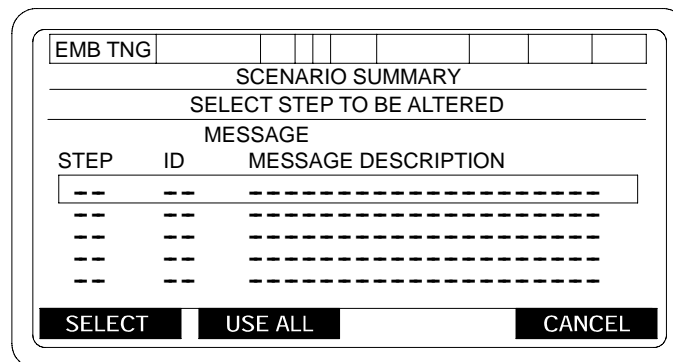 EMB TNG
SCENARIO SUMMARY
SELECT STEP TO BE ALTERED
MESSAGE
STEP ID MESSAGE DESCRIPTION
-- -- --------------------
-- -- --------------------
-- -- --------------------
-- -- --------------------
-- -- --------------------
SELECT USE ALL CANCEL